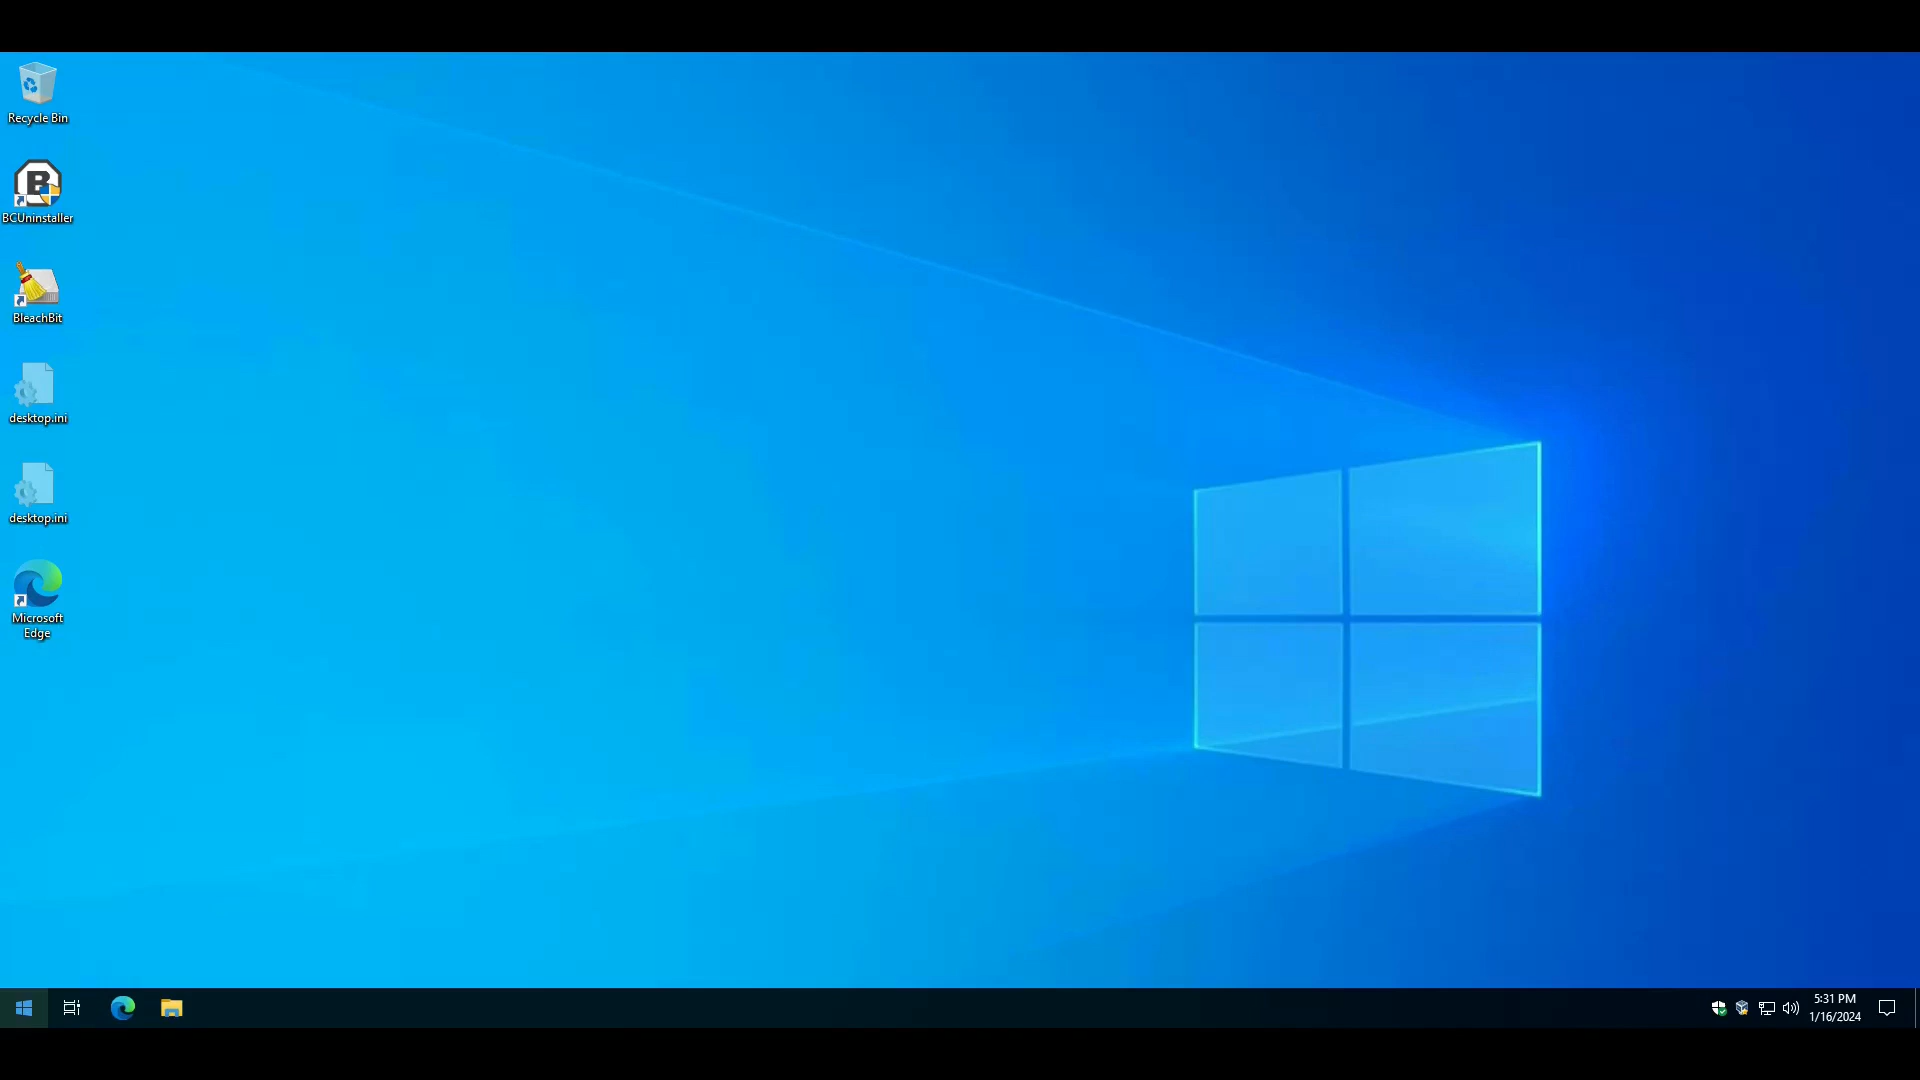 Recycle Bin
BCUninstaller
BleachBit
desktop.ini
desktop.ini
Microsoft
Edge
5:31 PM
1/16/2024